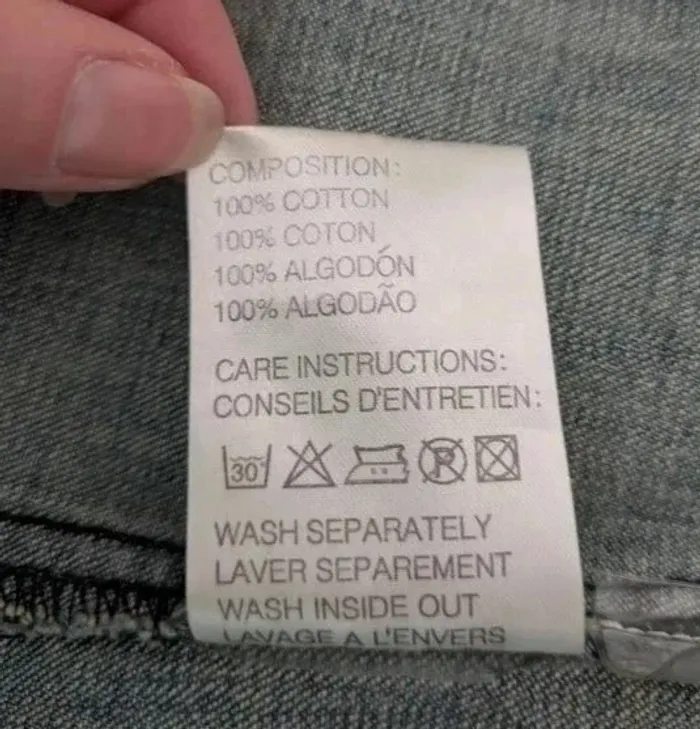 COMPOSITION:
100% COTTON
100% COTON
100% ALGODÓN
100% ALGODÃO
CARE INSTRUCTIONS:
CONSEILS D'ENTRETIEN:
30° P
WASH SEPARATELY
LAVER SEPAREMENT
WASH INSIDE OUT
LAVAGE A L'ENVERS